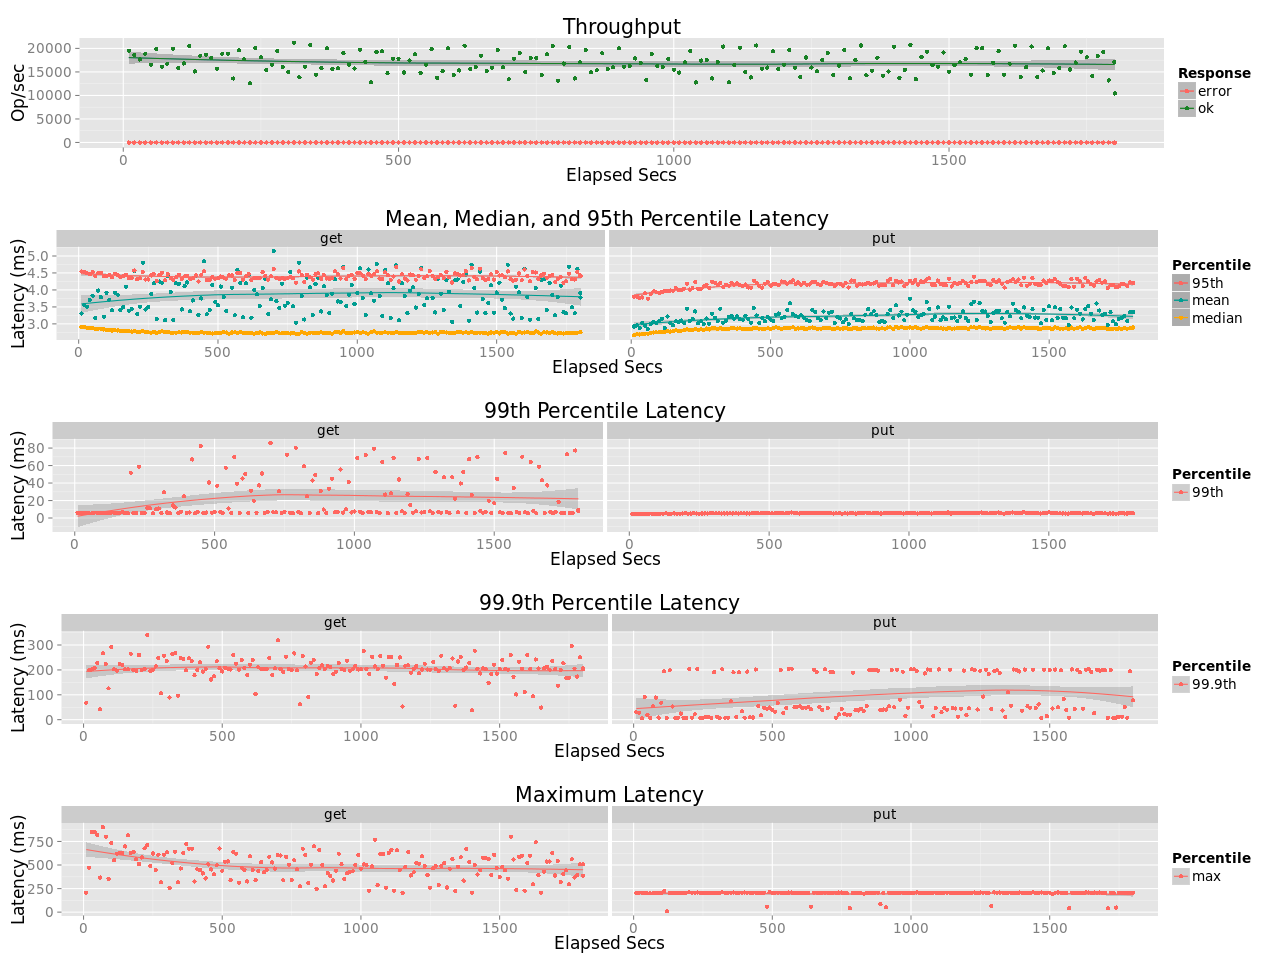 Throughput
Op/sec
20000
15000
10000
5000
0
0 500 1000 1500
Elapsed Secs
Response
error
ok
Mean, Median, and 95th Percentile Latency
get put
Latency (ms)
5.0
4.5
4.0
3.5
3.0
0 500 1000 1500 0 500 1000 1500
Elapsed Secs
Percentile
95th
mean
median
99th Percentile Latency
get put
Latency (ms)
80
60
40
20
0
0 500 1000 1500 0 500 1000 1500
Elapsed Secs
Percentile
99th
99.9th Percentile Latency
get put
Latency (ms)
300
200
100
0
0 500 1000 1500 0 500 1000 1500
Elapsed Secs
Percentile
99.9th
Maximum Latency
get put
Latency (ms)
750
500
250
0
0 500 1000 1500 0 500 1000 1500
Elapsed Secs
Percentile
max